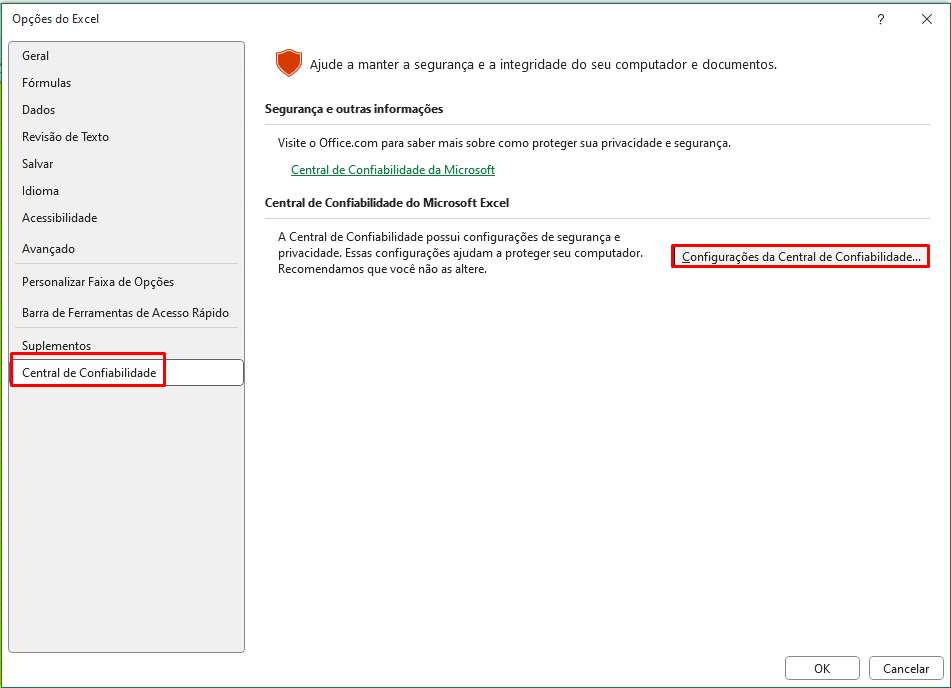 Opções do Excel
?
Geral
Fórmulas
Dados
Revisão de Texto
Salvar
Idioma
Acessibilidade
Avançado
Personalizar Faixa de Opções
Barra de Ferramentas de Acesso Rápido
Suplementos
Central de Confiabilidade
Ajude a manter a segurança e a integridade do seu computador e documentos.
Segurança e outras informações
Visite o Office.com para saber mais sobre como proteger sua privacidade e segurança.
Central de Confiabilidade da Microsoft
Central de Confiabilidade do Microsoft Excel
A Central de Confiabilidade possui configurações de segurança e
privacidade. Essas configurações ajudam a proteger seu computador.
Recomendamos que você não as altere.
Configurações da Central de Confiabilidade...
OK
Cancelar